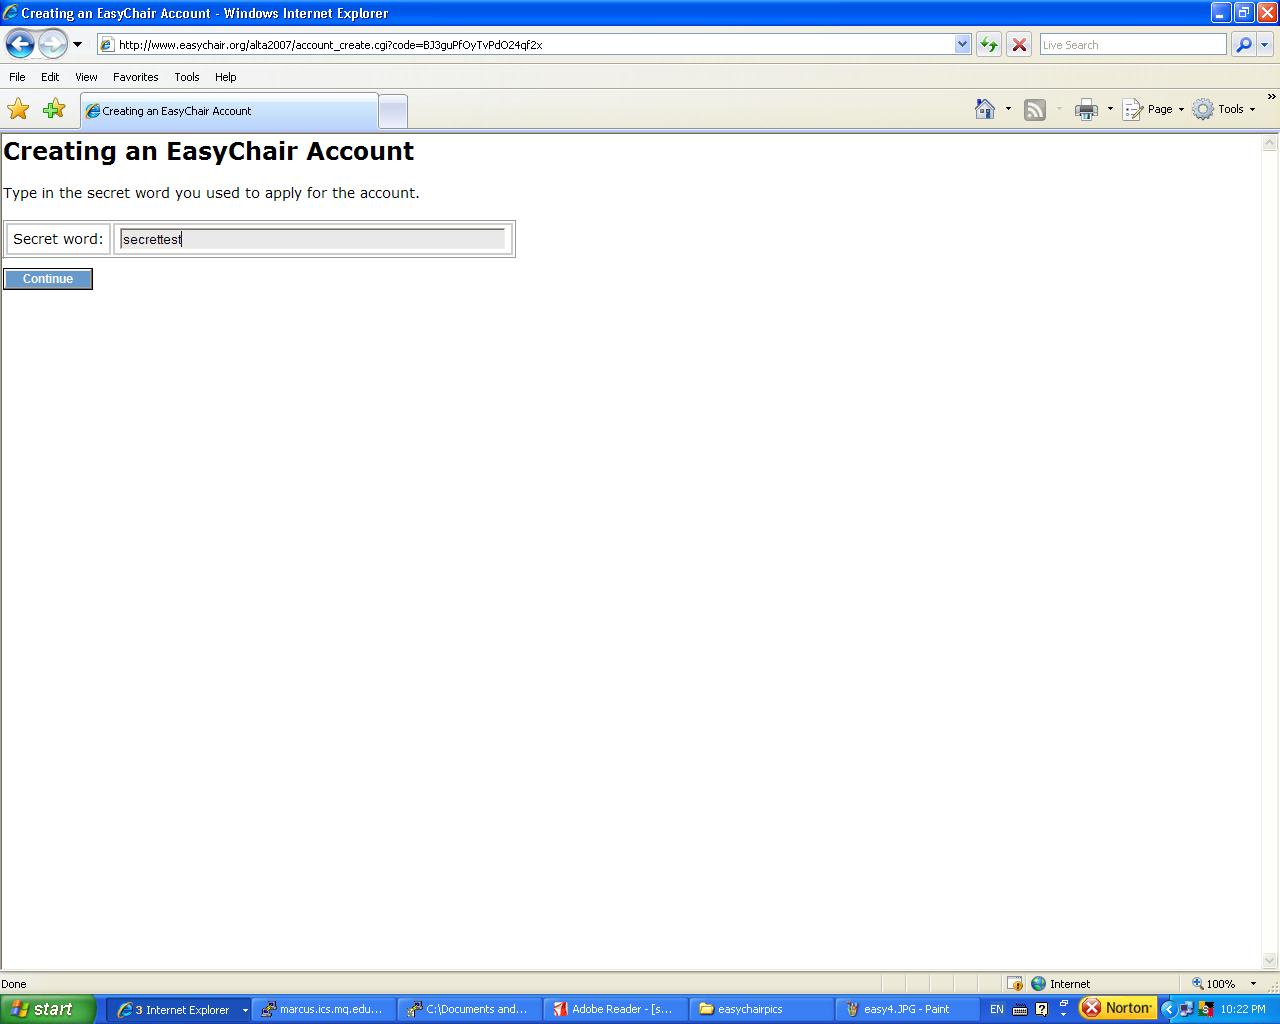 Creating an EasyChair Account - Windows Internet Explorer
http://www.easychair.org/alta2007/account_create.cgi?code=BJ3guPfOyTvPdO24qf2x
Live Search
File Edit View Favorites Tools Help
Creating an EasyChair Account
Page Tools »
Creating an EasyChair Account
Type in the secret word you used to apply for the account.
Secret word: secrettest
Continue
Done Internet 100%
start 3 Internet Explorer marcus.ics.mq.edu... C:\Documents and... Adobe Reader - [s... easychairpics easy4.JPG - Paint EN Norton 10:22 PM